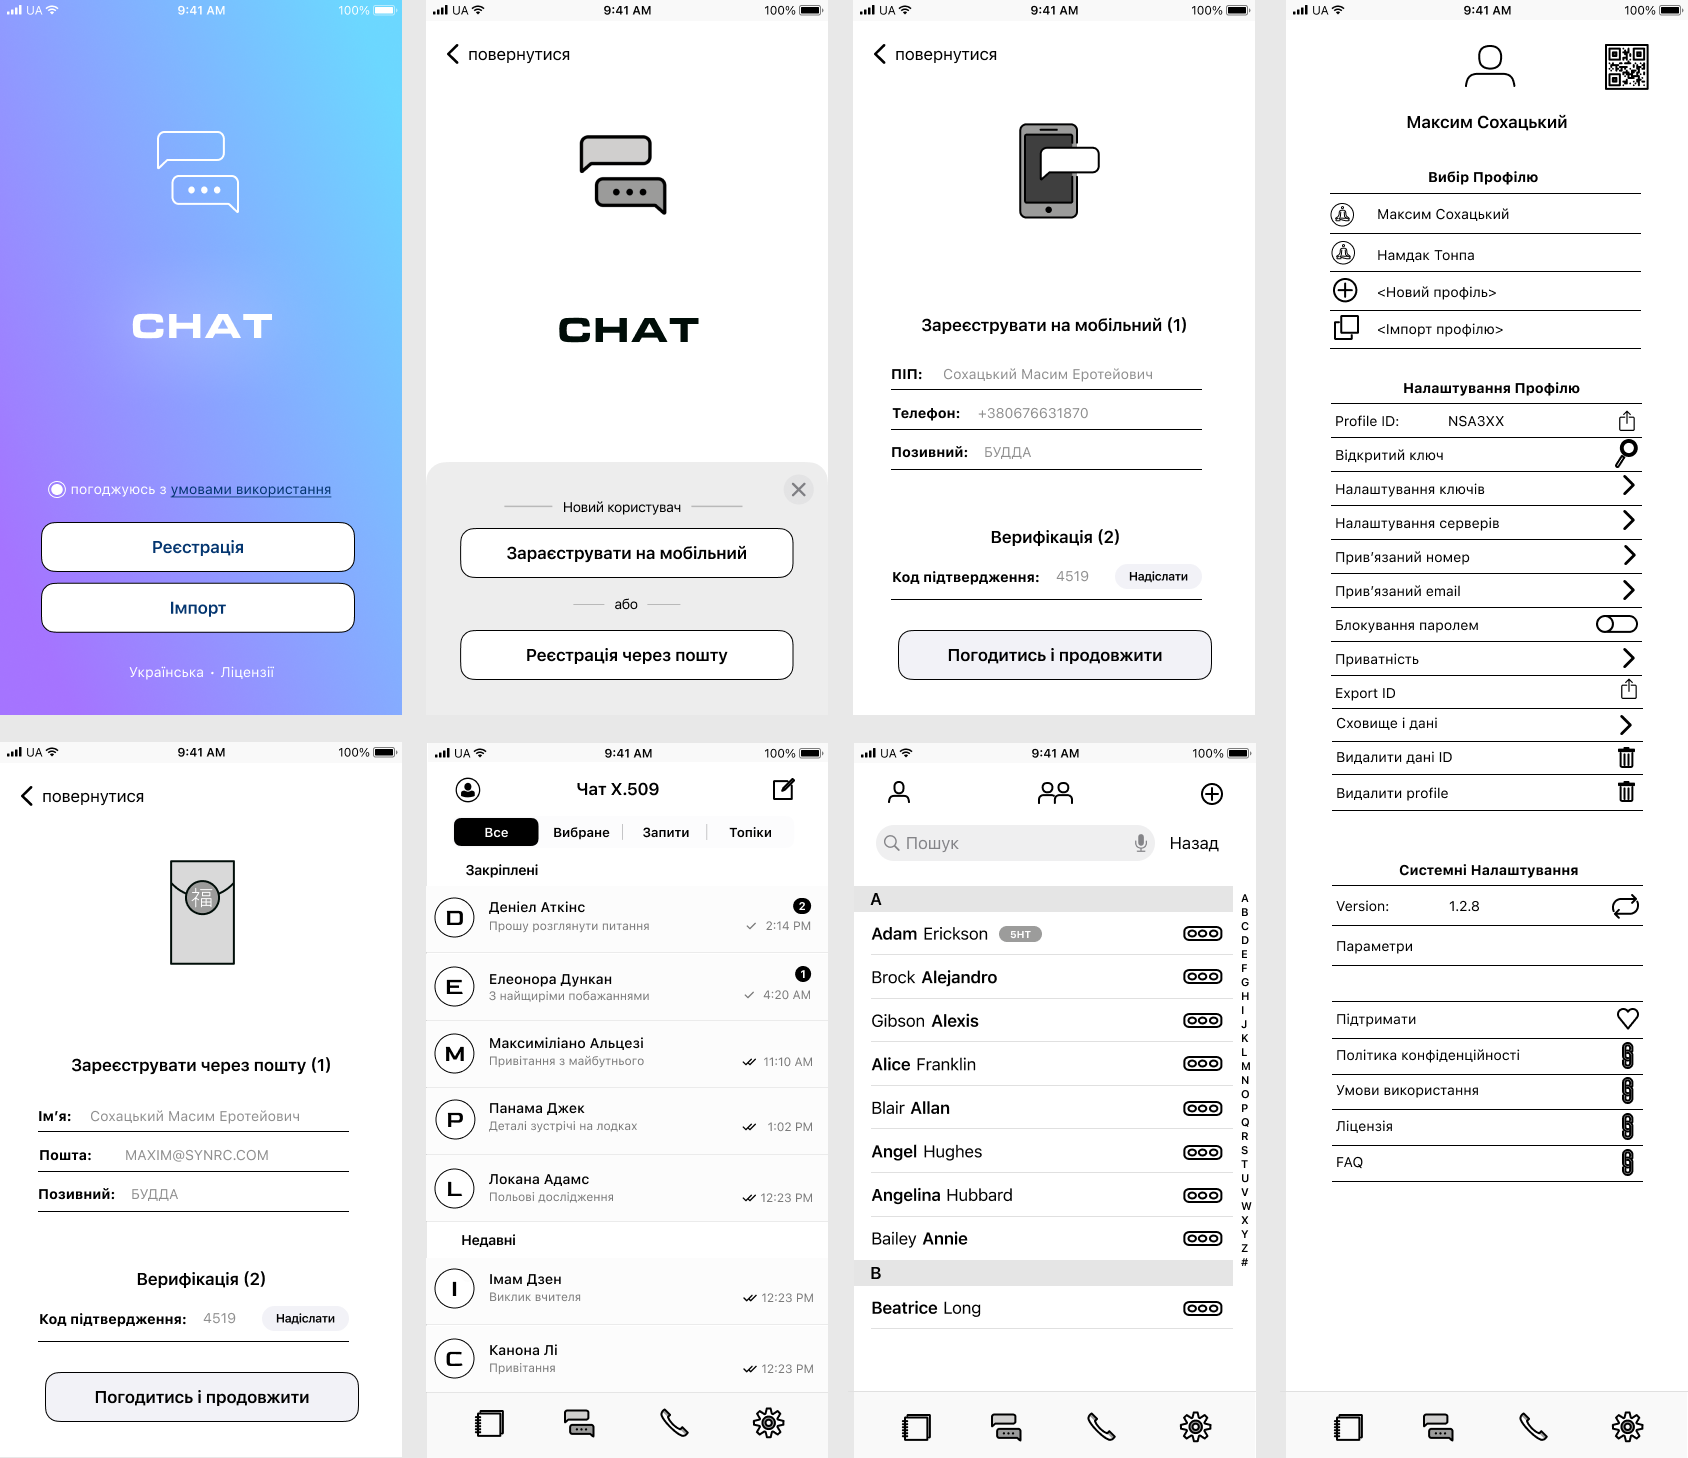 UA 9:41 AM 100%
CHAT
погоджуюсь з умовами використання
Реєстрація
Імпорт
Українська • Ліцензії
UA 9:41 AM 100%
повернутися
CHAT
Новий користувач
Зараєструвати на мобільний
або
Реєстрація через пошту
UA 9:41 AM 100%
повернутися
Зареєструвати на мобільний (1)
ПІП: Сохацький Масим Еротейович
Телефон: +380676631870
Позивний: БУДДА
Верифікація (2)
Код підтвердження: 4519 Надіслати
Погодитись і продовжити
UA 9:41 AM 100%
Максим Сохацький
Вибір Профілю
Максим Сохацький
Намдак Тонпа
<Новий профіль>
<Імпорт профілю>
Налаштування Профілю
Profile ID: NSA3XX
Відкритий ключ
Налаштування ключів
Налаштування серверів
Прив'язаний номер
Прив'язаний email
Блокування паролем
Приватність
Export ID
Сховище і дані
Видалити дані ID
Видалити profile
Системні Налаштування
Version: 1.2.8
Параметри
Підтримати
Політика конфіденційності
Умови використання
Ліцензія
FAQ
UA 9:41 AM 100%
повернутися
福
Зареєструвати через пошту (1)
Ім'я: Сохацький Масим Еротейович
Пошта: MAXIM@SYNRC.COM
Позивний: БУДДА
Верифікація (2)
Код підтвердження: 4519 Надіслати
Погодитись і продовжити
UA 9:41 AM 100%
Чат X.509
Все Вибране Запити Топіки
Закріплені
D Деніел Аткінс 2
Прошу розглянути питання 2:14 PM
E Елеонора Дункан 1
З найщирімі побажаннями 4:20 AM
M Максиміліано Альцезі
Привітання з майбутнього 11:10 AM
P Панама Джек
Деталі зустрічі на лодках 1:02 PM
L Локана Адамс
Польові дослідження 12:23 PM
Недавні
I Імам Дзен
Виклик вчителя 12:23 PM
C Канона Лі
Привітання 12:23 PM
UA 9:41 AM 100%
Пошук Назад
A
Adam Erickson 5HT
Brock Alejandro
Gibson Alexis
Alice Franklin
Blair Allan
Angel Hughes
Angelina Hubbard
Bailey Annie
B
Beatrice Long
A
B
C
D
E
F
G
H
I
J
K
L
M
N
O
P
Q
R
S
T
U
V
W
X
Y
Z
#